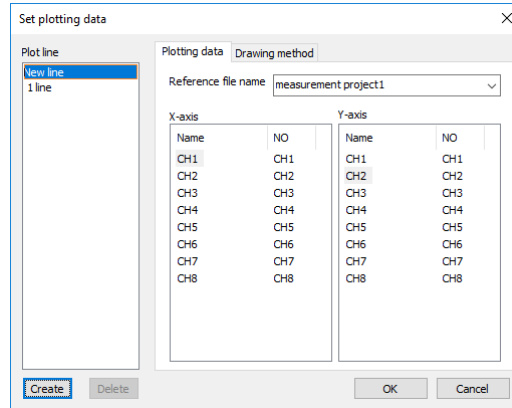 Set plotting data
Plot line
New line
1 line
Create
Delete
Plotting data
Drawing method
Reference file name
measurement project1
X-axis
Name NO
CH1 CH1
CH2 CH2
CH3 CH3
CH4 CH4
CH5 CH5
CH6 CH6
CH7 CH7
CH8 CH8
Y-axis
Name NO
CH1 CH1
CH2 CH2
CH3 CH3
CH4 CH4
CH5 CH5
CH6 CH6
CH7 CH7
CH8 CH8
OK
Cancel